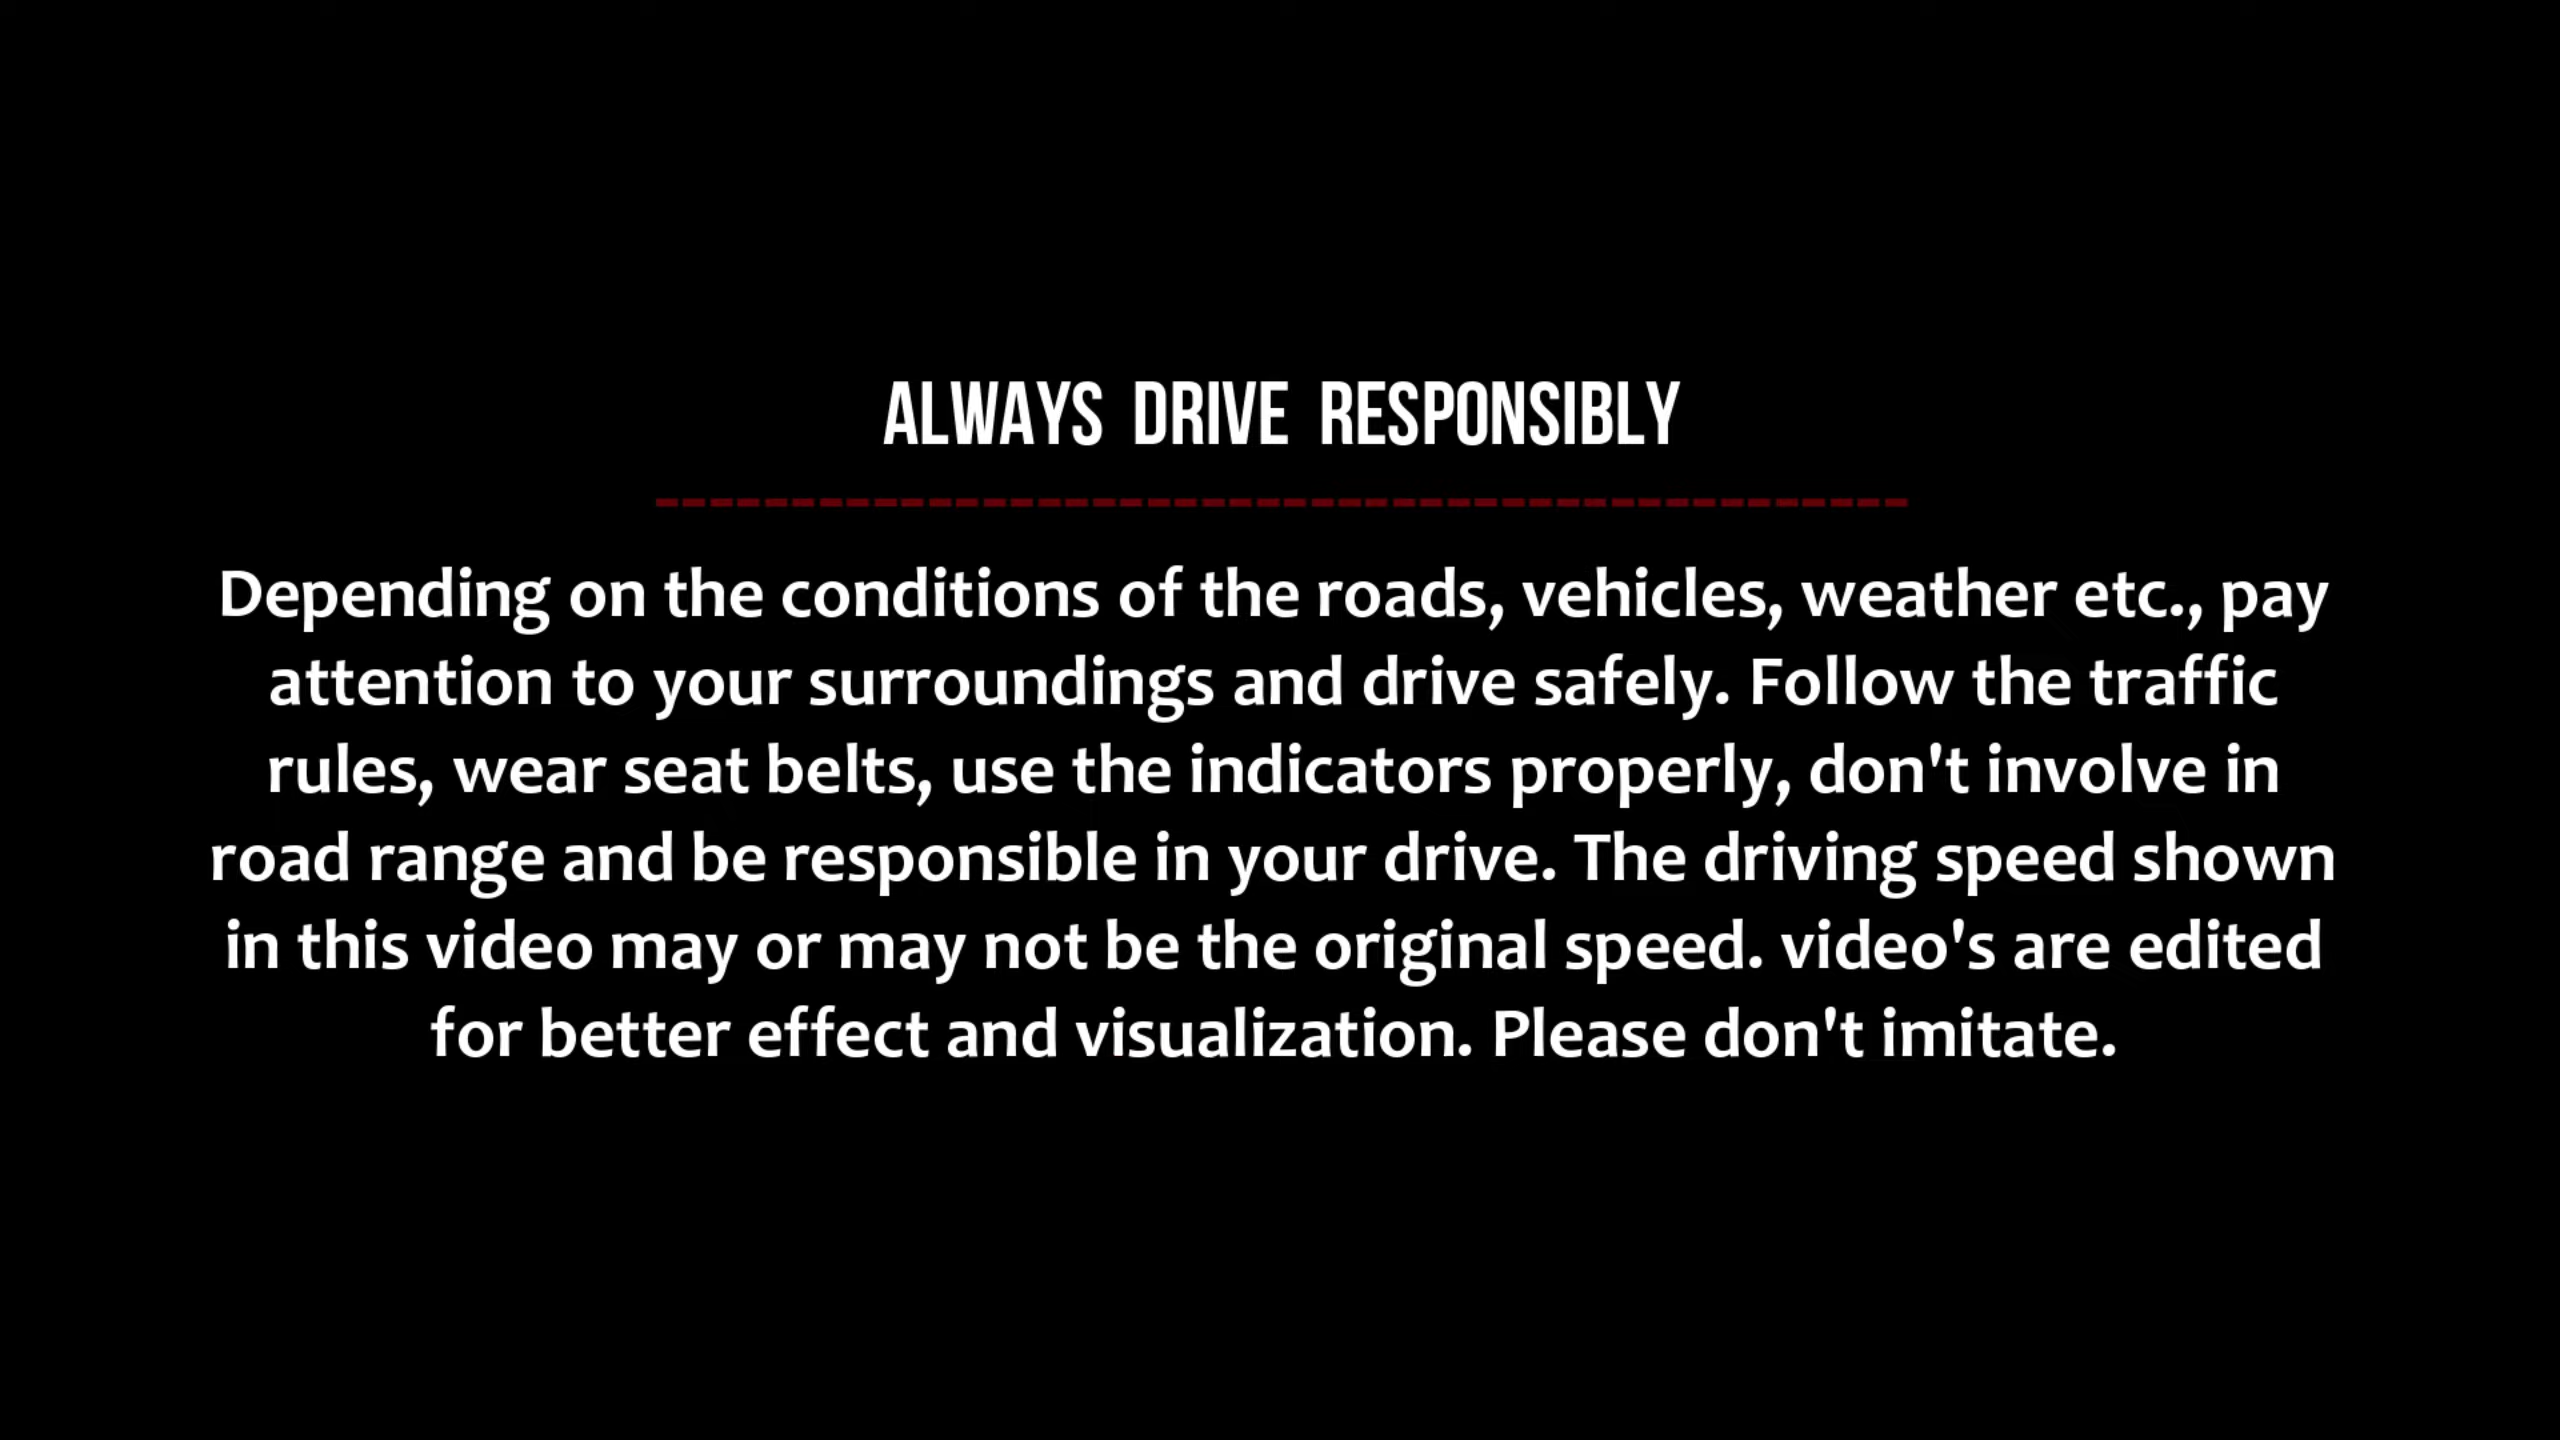 ALWAYS DRIVE RESPONSIBLY
----------------------------------------------
Depending on the conditions of the roads, vehicles, weather etc., pay
attention to your surroundings and drive safely. Follow the traffic
rules, wear seat belts, use the indicators properly, don't involve in
road range and be responsible in your drive. The driving speed shown
in this video may or may not be the original speed. video's are edited
for better effect and visualization. Please don't imitate.